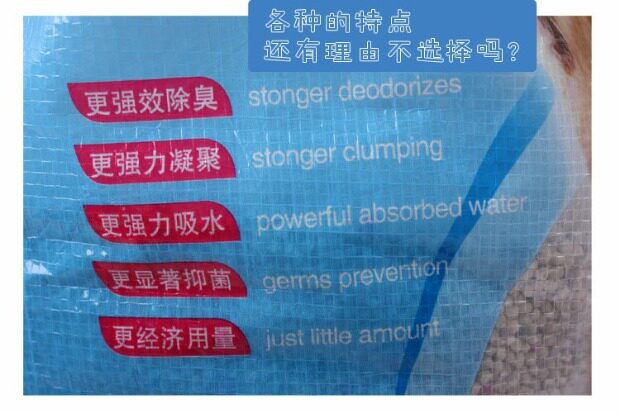 各种的特点
还有理由不选择吗?
更强效除臭 stonger deodorizes
更强力凝聚 stonger clumping
更强力吸水 powerful absorbed water
更显著抑菌 germs prevention
更经济用量 just little amount